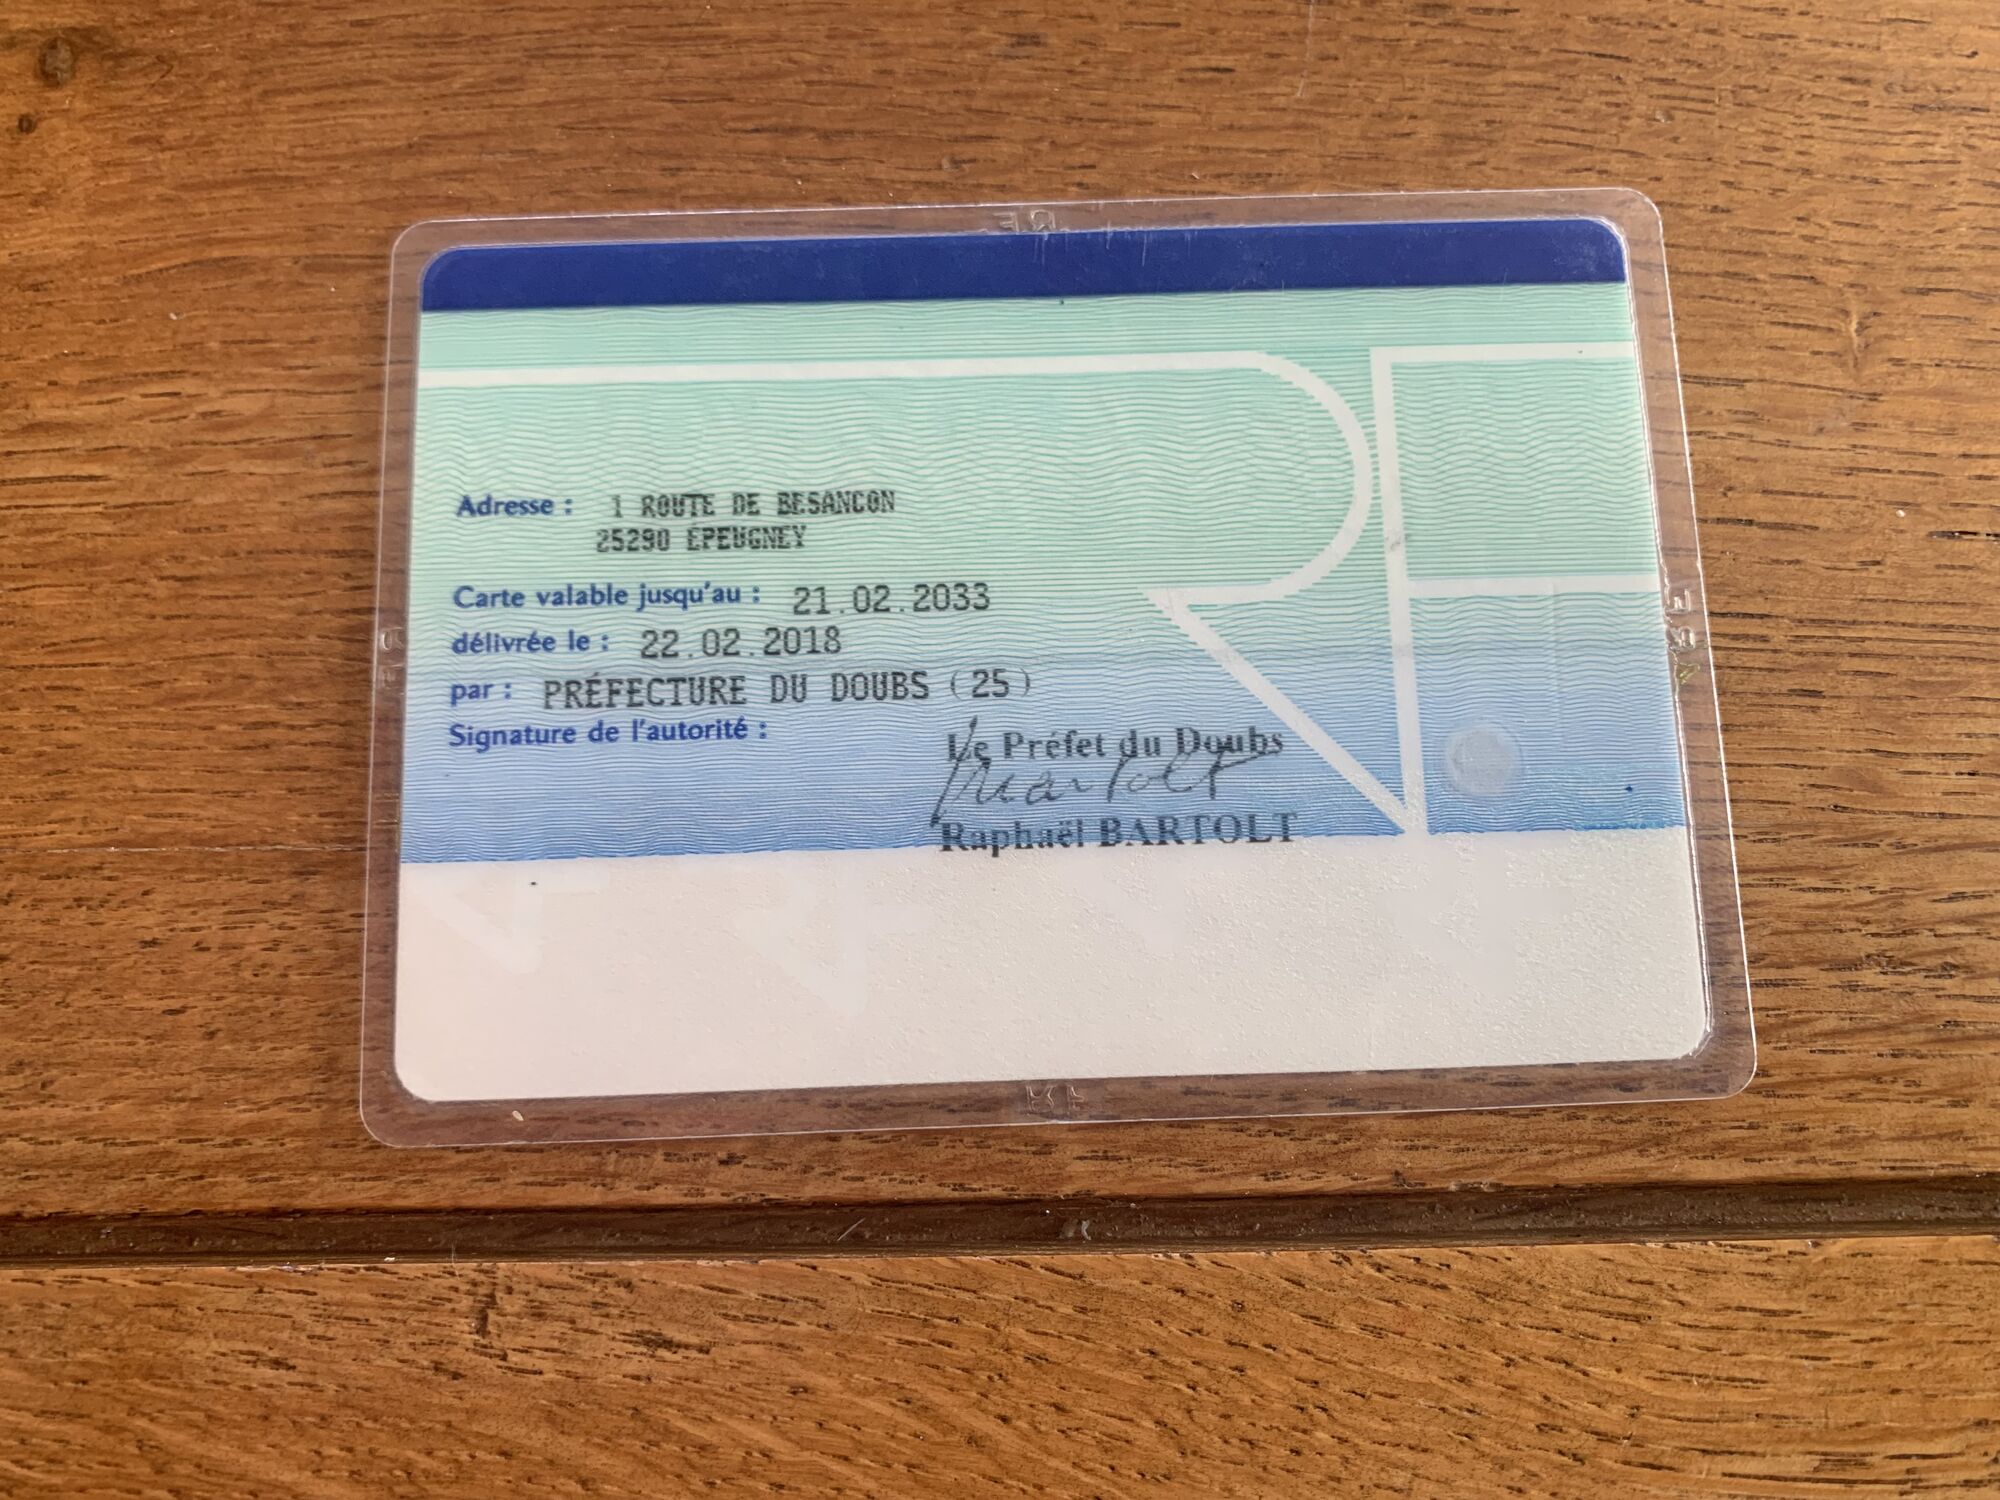 Adresse : 1 ROUTE DE BESANCON
25290 ÉPEUGNEY
Carte valable jusqu'au : 21.02.2033
délivrée le : 22.02.2018
par : PRÉFECTURE DU DOUBS (25)
Signature de l'autorité :
Le Préfet du Doubs
Raphaël BARTOLT
RF